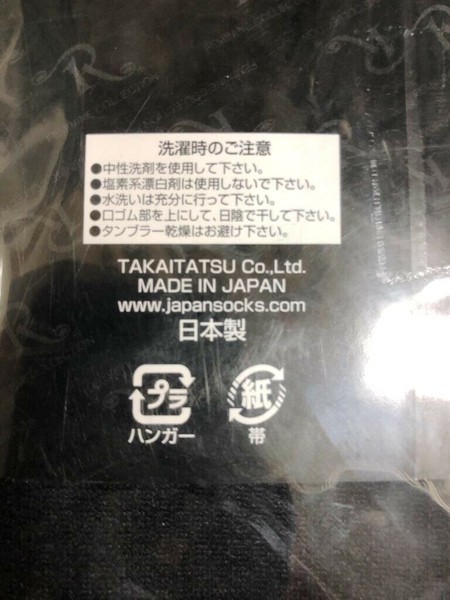 洗濯時のご注意
●中性洗剤を使用して下さい。
●塩素系漂白剤は使用しないで下さい。
●水洗いは充分に行って下さい。
●口ゴム部を上にして、日陰で干して下さい。
●タンブラー乾燥はお避け下さい。
TAKAITATSU Co.,Ltd.
MADE IN JAPAN
www.japansocks.com
日本製
プラ 紙
ハンガー 帯